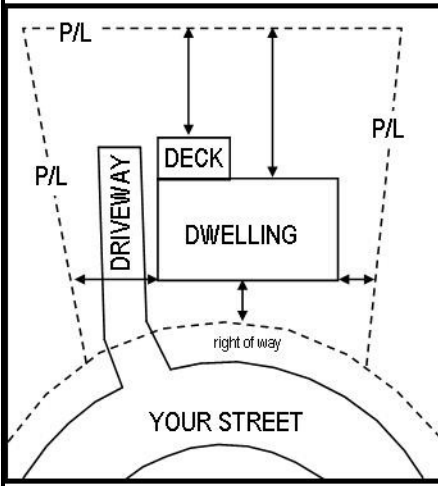 P/L
P/L
P/L
DECK
DRIVEWAY
DWELLING
right of way
YOUR STREET